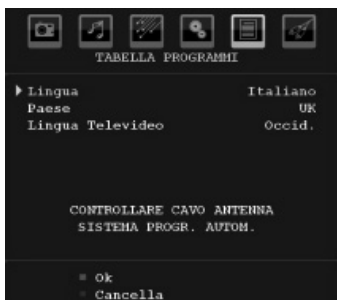 TABELLA PROGRAMMI
Lingua Italiano
Paese UK
Lingua Televideo Occid.
CONTROLLARE CAVO ANTENNA
SISTEMA PROGR. AUTOM.
Ok
Cancella